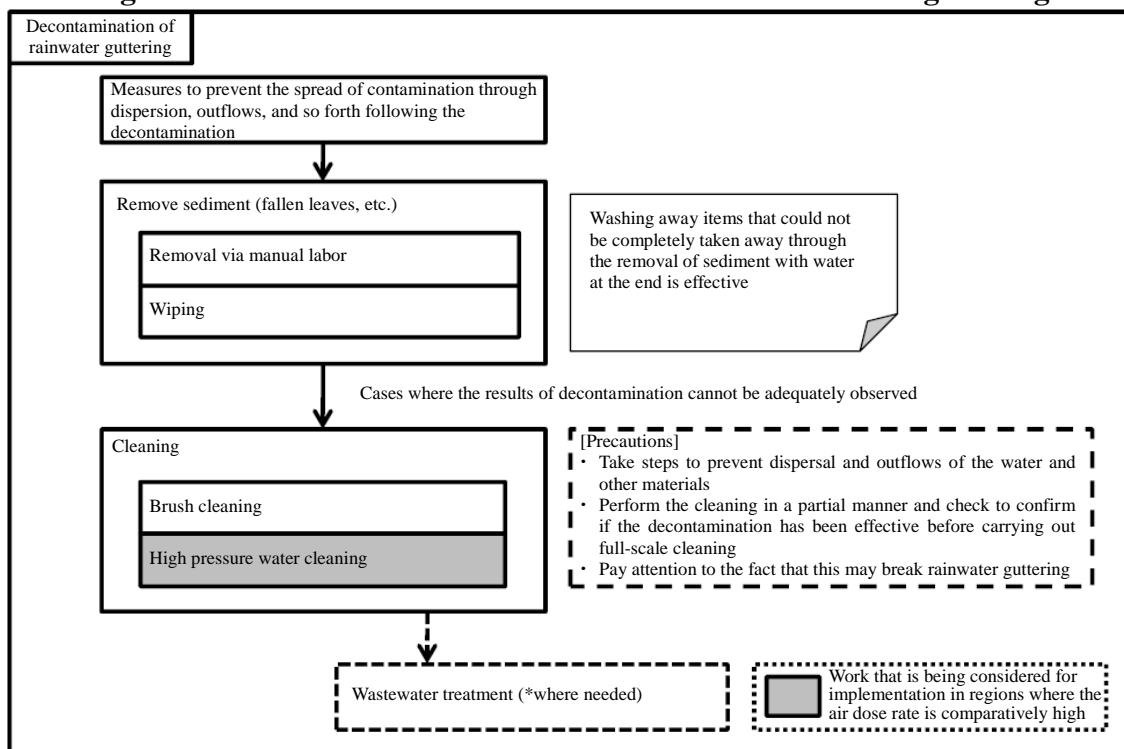 Decontamination of
rainwater guttering
Measures to prevent the spread of contamination through
dispersion, outflows, and so forth following the
decontamination
Remove sediment (fallen leaves, etc.)
Removal via manual labor
Wiping
Washing away items that could not
be completely taken away through
the removal of sediment with water
at the end is effective
Cases where the results of decontamination cannot be adequately observed
Cleaning
Brush cleaning
High pressure water cleaning
[Precautions]
・ Take steps to prevent dispersal and outflows of the water and
other materials
・ Perform the cleaning in a partial manner and check to confirm
if the decontamination has been effective before carrying out
full-scale cleaning
・ Pay attention to the fact that this may break rainwater guttering
Wastewater treatment (*where needed)
Work that is being considered for
implementation in regions where the
air dose rate is comparatively high